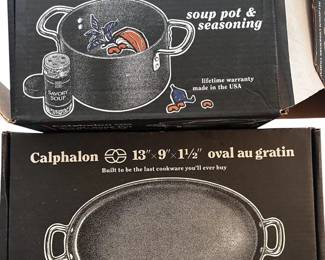 soup pot &
seasoning
SAVORY
SOUP
lifetime warranty
made in the USA
Calphalon
Calphalon 13"×9"×1½" oval au gratin
Built to be the last cookware you'll ever buy